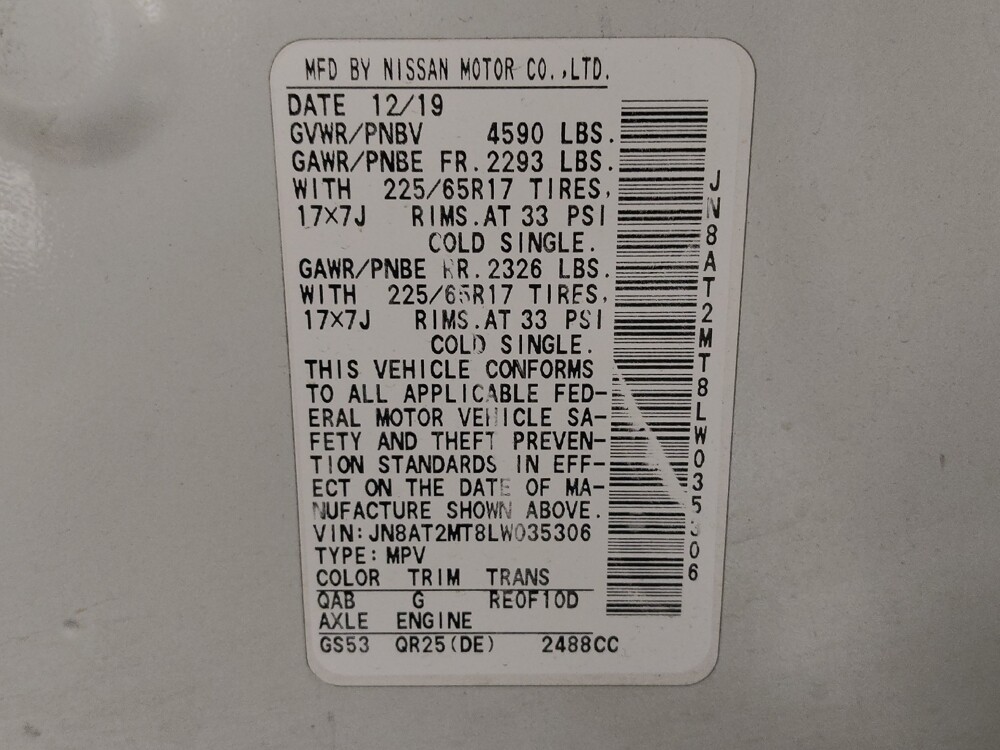 MFD BY NISSAN MOTOR CO.,LTD.
DATE 12/19
GVWR/PNBV 4590 LBS.
GAWR/PNBE FR. 2293 LBS.
WITH 225/65R17 TIRES,
17×7J RIMS.AT 33 PSI
COLD SINGLE.
GAWR/PNBE RR. 2326 LBS.
WITH 225/65R17 TIRES,
17×7J RIMS.AT 33 PSI
COLD SINGLE.
THIS VEHICLE CONFORMS
TO ALL APPLICABLE FED-
ERAL MOTOR VEHICLE SA-
FETY AND THEFT PREVEN-
TION STANDARDS IN EFF-
ECT ON THE DATE OF MA-
NUFACTURE SHOWN ABOVE.
VIN:JN8AT2MT8LW035306
TYPE:MPV
COLOR TRIM TRANS
QAB G RE0F10D
AXLE ENGINE
GS53 QR25(DE) 2488CC
JN8AT2MT8LW035306